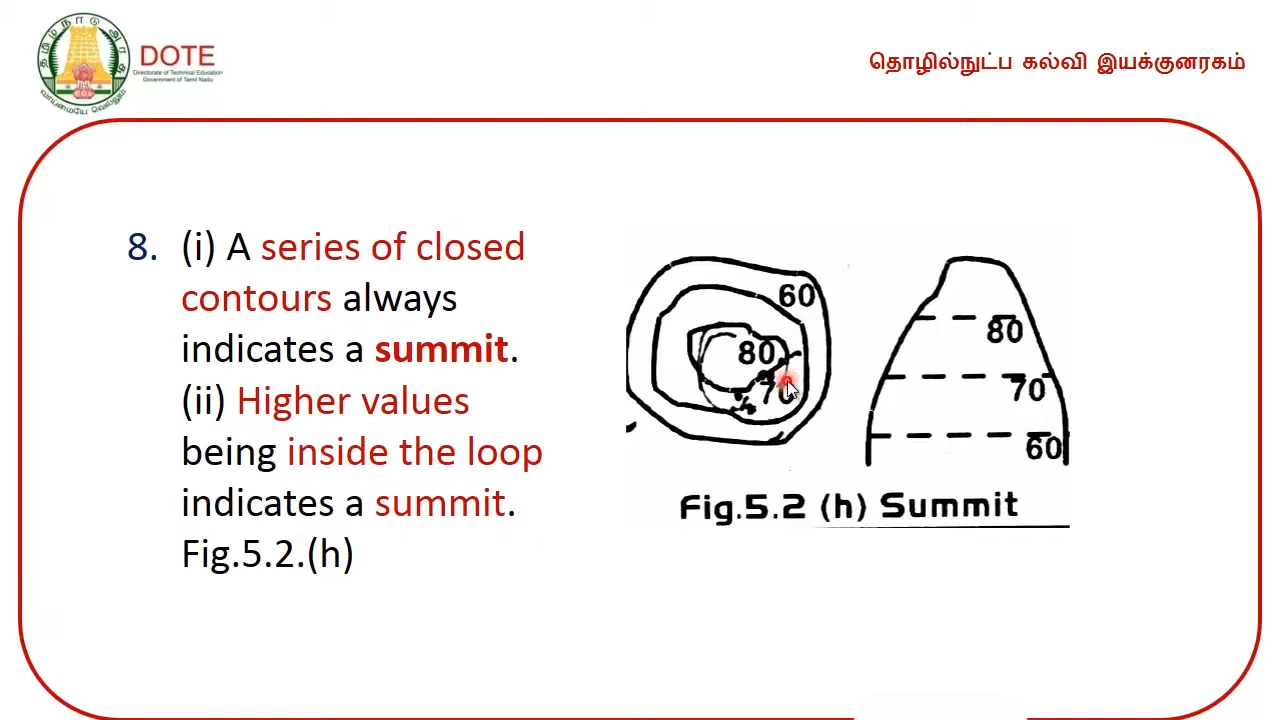 தமிழ்நாடு அரசு
வாய்மையே வெல்லும்
DOTE
Directorate of Technical Education
Government of Tamil Nadu
தொழில்நுட்ப கல்வி இயக்குனரகம்
8. (i) A series of closed
contours always
indicates a summit.
(ii) Higher values
being inside the loop
indicates a summit.
Fig.5.2.(h)
60
80
70
80
70
60
Fig.5.2 (h) Summit